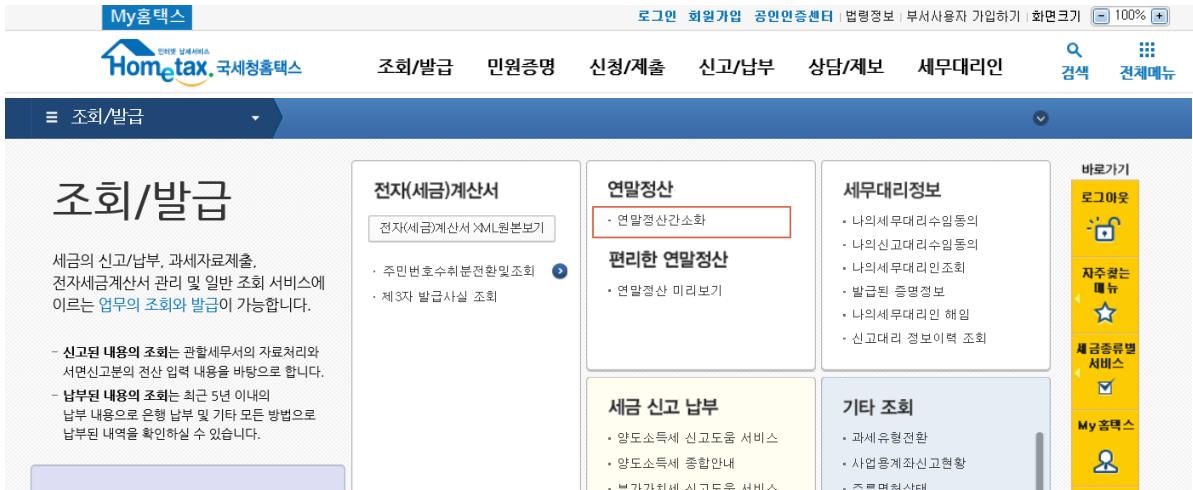 My홈택스
로그인 회원가입 공인인증센터 법령정보 부서사용자 가입하기 화면크기 - 100% +
인터넷 납세서비스
Hometax. 국세청홈택스
조회/발급 민원증명 신청/제출 신고/납부 상담/제보 세무대리인
검색 전체메뉴
조회/발급
조회/발급
세금의 신고/납부, 과세자료제출,
전자세금계산서 관리 및 일반 조회 서비스에
이르는 업무의 조회와 발급이 가능합니다.
- 신고된 내용의 조회는 관할세무서의 자료처리와
서면신고분의 전산 입력 내용을 바탕으로 합니다.
- 납부된 내용의 조회는 최근 5년 이내의
납부 내용으로 은행 납부 및 기타 모든 방법으로
납부된 내역을 확인하실 수 있습니다.
전자(세금)계산서
전자(세금)계산서 XML원본보기
· 주민번호수취분전환및조회
· 제3자 발급사실 조회
연말정산
· 연말정산간소화
편리한 연말정산
· 연말정산 미리보기
세무대리정보
· 나의세무대리수임동의
· 나의신고대리수임동의
· 나의세무대리인조회
· 발급된 증명정보
· 나의세무대리인 해임
· 신고대리 정보이력 조회
세금 신고 납부
· 양도소득세 신고도움 서비스
· 양도소득세 종합안내
· 부가가치세 신고도움 서비스
기타 조회
· 과세유형전환
· 사업용계좌신고현황
· 주류면허상태
바로가기
로그아웃
자주찾는
메뉴
세금종류별
서비스
My홈택스